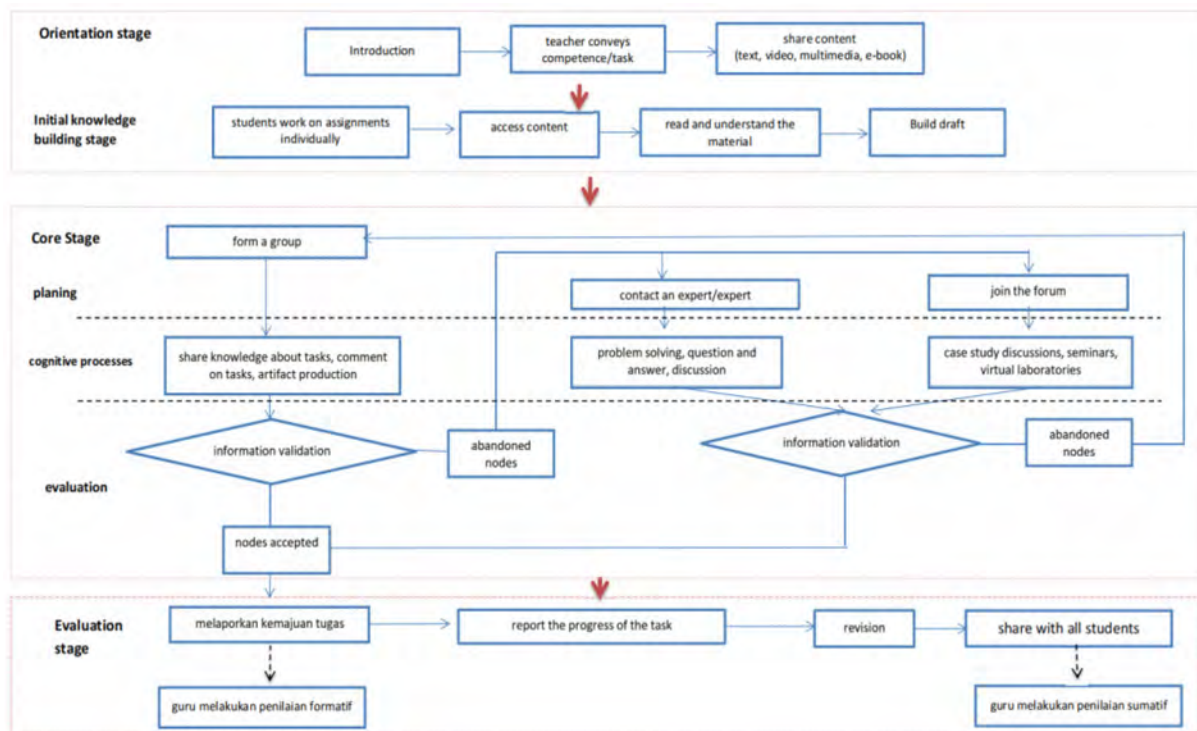 Orientation stage
Introduction
teacher conveys
competence/task
share content
(text, video, multimedia, e-book)
Initial knowledge
building stage
students work on assignments
individually
access content
read and understand the
material
Build draft
Core Stage
form a group
planing
contact an expert/expert
join the forum
cognitive processes
share knowledge about tasks, comment
on tasks, artifact production
problem solving, question and
answer, discussion
case study discussions, seminars,
virtual laboratories
information validation
abandoned
nodes
information validation
abandoned
nodes
evaluation
nodes accepted
Evaluation
stage
melaporkan kemajuan tugas
report the progress of the task
revision
share with all students
guru melakukan penilaian formatif
guru melakukan penilaian sumatif